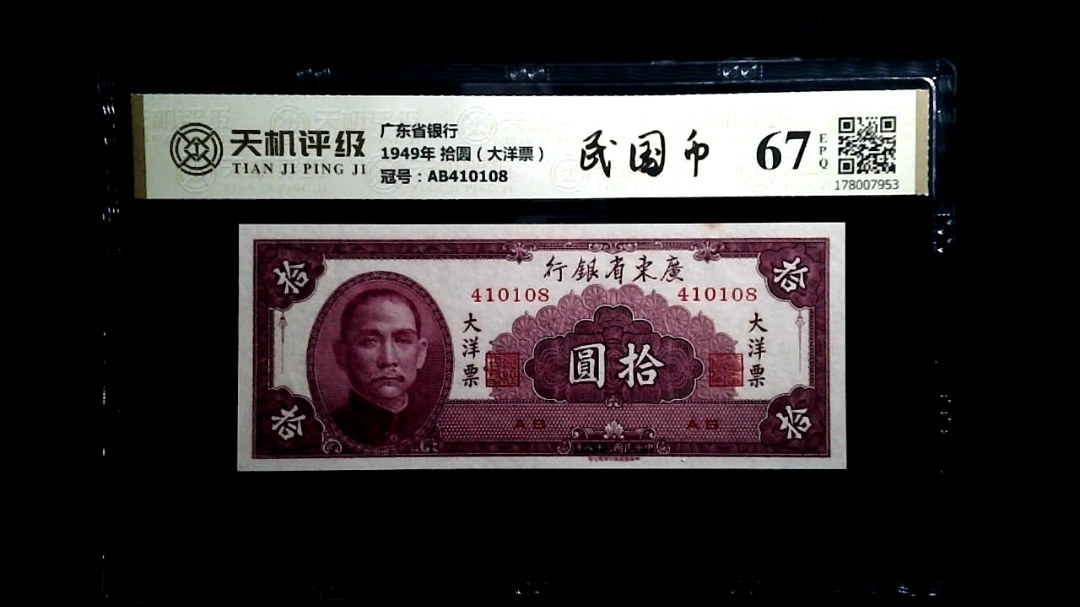 天机评级
TIAN JI PING JI
广东省银行
1949年 拾圆（大洋票）
冠号：AB410108
民国币
67
EPQ
178007953
行銀省東廣
410108
410108
拾
拾
大洋票
大洋票
圓拾
AB
AB
拾
拾